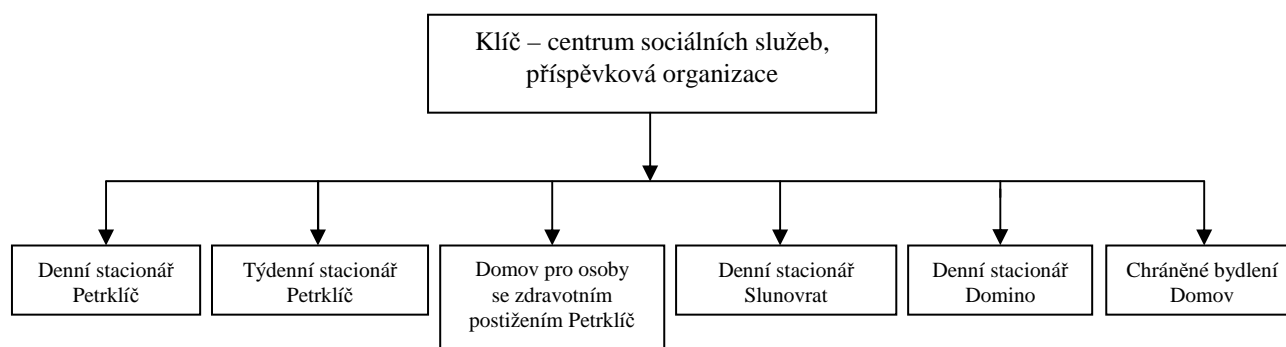 Klíč – centrum sociálních služeb,
příspěvková organizace
Denní stacionář
Petrklíč
Týdenní stacionář
Petrklíč
Domov pro osoby
se zdravotním
postižením Petrklíč
Denní stacionář
Slunovrat
Denní stacionář
Domino
Chráněné bydlení
Domov